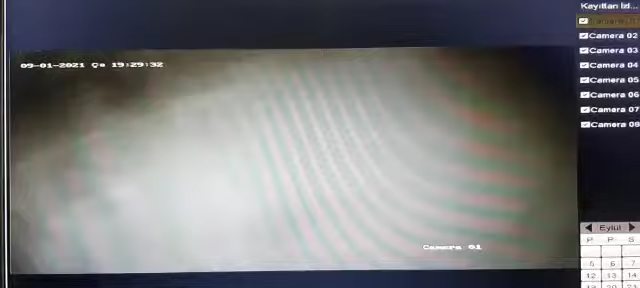 Kayıttan İzl...
09-01-2021 Ça 19:29:32
Camera 02
Camera 03
Camera 04
Camera 05
Camera 06
Camera 07
Camera 08
Camera 01
Eylül
P P S
5 6 7
12 13 14